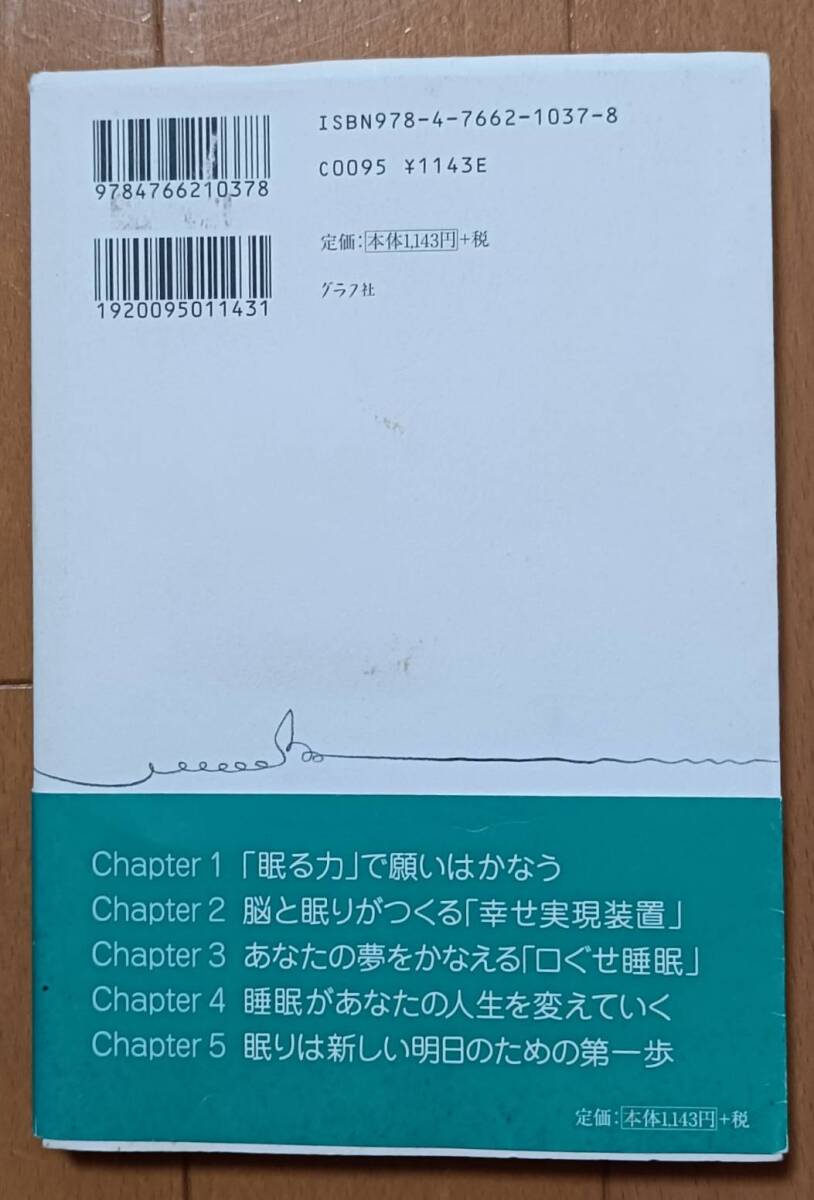 ISBN978-4-7662-1037-8
9784766210378
C0095 ¥1143E
定価:本体1,143円+税
1920095011431
グラフ社
Chapter 1 「眠る力」で願いはかなう
Chapter 2 脳と眠りがつくる「幸せ実現装置」
Chapter 3 あなたの夢をかなえる「口ぐせ睡眠」
Chapter 4 睡眠があなたの人生を変えていく
Chapter 5 眠りは新しい明日のための第一歩
定価:本体1,143円+税